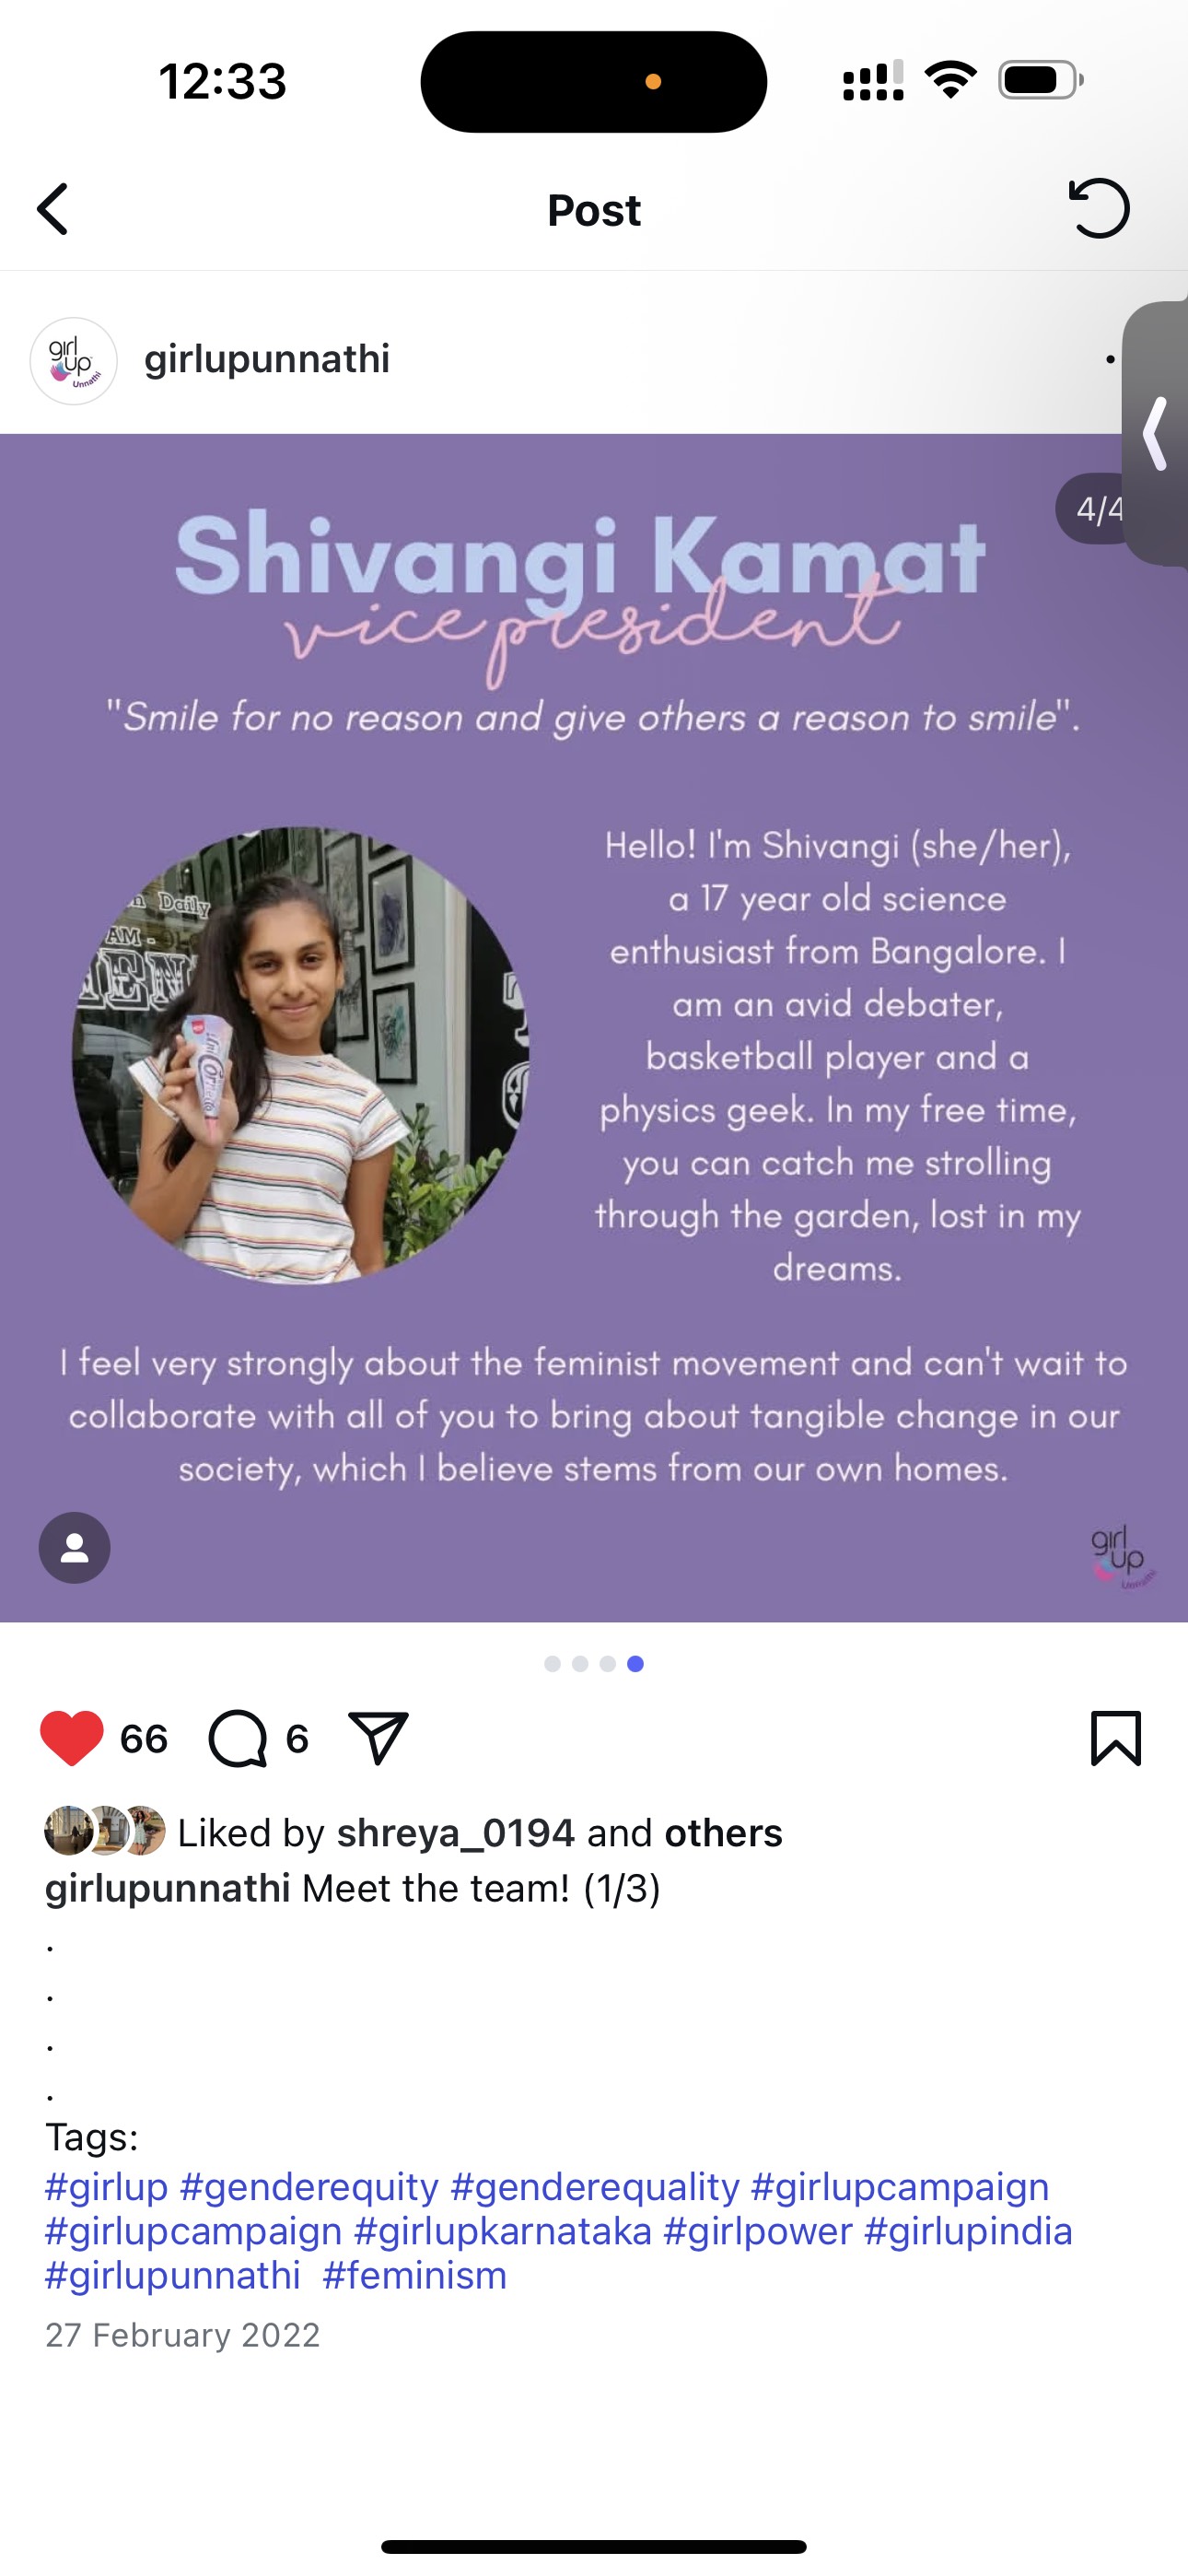 12:33
Post
girl
up
Unnathi
girlupunnathi
4/4
Shivangi Kamat
vice president
"Smile for no reason and give others a reason to smile".
Daily
AM -
Hello! I'm Shivangi (she/her),
a 17 year old science
enthusiast from Bangalore. I
am an avid debater,
basketball player and a
physics geek. In my free time,
you can catch me strolling
through the garden, lost in my
dreams.
I feel very strongly about the feminist movement and can't wait to
collaborate with all of you to bring about tangible change in our
society, which I believe stems from our own homes.
girl
up
Unnathi
66
6
Liked by shreya_0194 and others
girlupunnathi Meet the team! (1/3)
.
.
.
.
Tags:
#girlup #genderequity #genderequality #girlupcampaign
#girlupcampaign #girlupkarnataka #girlpower #girlupindia
#girlupunnathi #feminism
27 February 2022